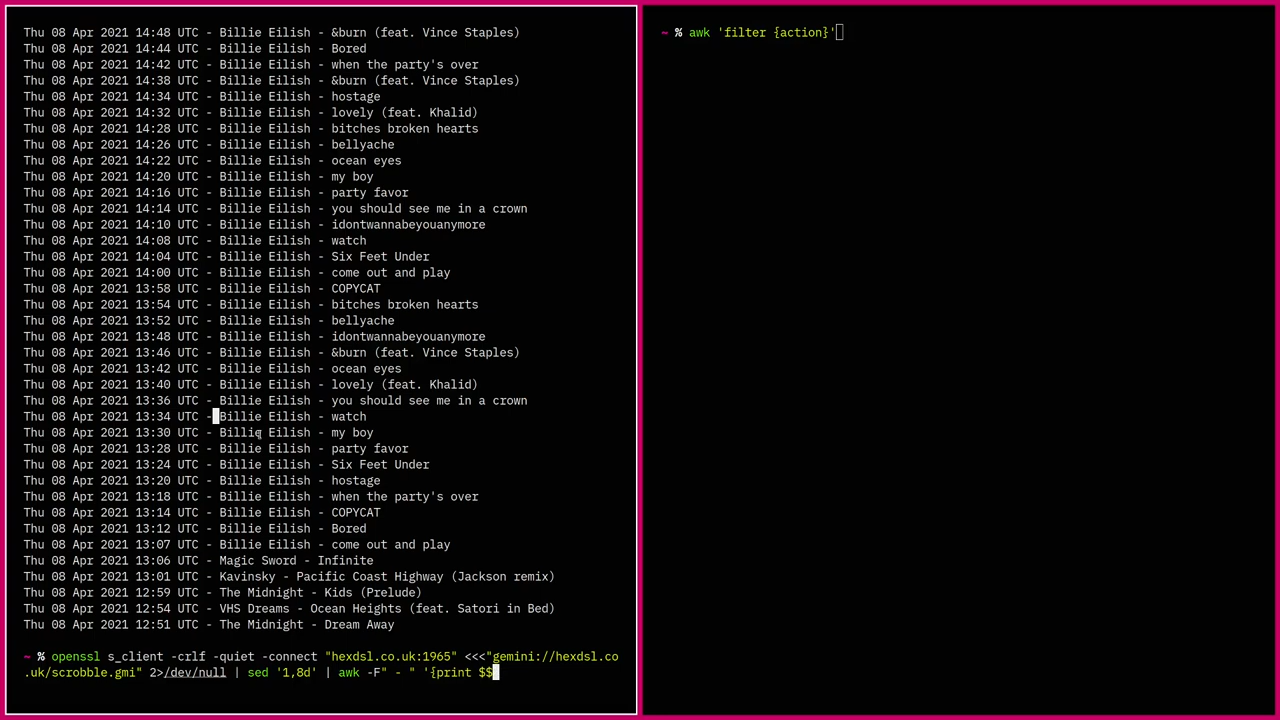 Thu 08 Apr 2021 14:48 UTC - Billie Eilish - &burn (feat. Vince Staples)
Thu 08 Apr 2021 14:44 UTC - Billie Eilish - Bored
Thu 08 Apr 2021 14:42 UTC - Billie Eilish - when the party's over
Thu 08 Apr 2021 14:38 UTC - Billie Eilish - &burn (feat. Vince Staples)
Thu 08 Apr 2021 14:34 UTC - Billie Eilish - hostage
Thu 08 Apr 2021 14:32 UTC - Billie Eilish - lovely (feat. Khalid)
Thu 08 Apr 2021 14:28 UTC - Billie Eilish - bitches broken hearts
Thu 08 Apr 2021 14:26 UTC - Billie Eilish - bellyache
Thu 08 Apr 2021 14:22 UTC - Billie Eilish - ocean eyes
Thu 08 Apr 2021 14:20 UTC - Billie Eilish - my boy
Thu 08 Apr 2021 14:16 UTC - Billie Eilish - party favor
Thu 08 Apr 2021 14:14 UTC - Billie Eilish - you should see me in a crown
Thu 08 Apr 2021 14:10 UTC - Billie Eilish - idontwannabeyouanymore
Thu 08 Apr 2021 14:08 UTC - Billie Eilish - watch
Thu 08 Apr 2021 14:04 UTC - Billie Eilish - Six Feet Under
Thu 08 Apr 2021 14:00 UTC - Billie Eilish - come out and play
Thu 08 Apr 2021 13:58 UTC - Billie Eilish - COPYCAT
Thu 08 Apr 2021 13:54 UTC - Billie Eilish - bitches broken hearts
Thu 08 Apr 2021 13:52 UTC - Billie Eilish - bellyache
Thu 08 Apr 2021 13:48 UTC - Billie Eilish - idontwannabeyouanymore
Thu 08 Apr 2021 13:46 UTC - Billie Eilish - &burn (feat. Vince Staples)
Thu 08 Apr 2021 13:42 UTC - Billie Eilish - ocean eyes
Thu 08 Apr 2021 13:40 UTC - Billie Eilish - lovely (feat. Khalid)
Thu 08 Apr 2021 13:36 UTC - Billie Eilish - you should see me in a crown
Thu 08 Apr 2021 13:34 UTC - Billie Eilish - watch
Thu 08 Apr 2021 13:30 UTC - Billie Eilish - my boy
Thu 08 Apr 2021 13:28 UTC - Billie Eilish - party favor
Thu 08 Apr 2021 13:24 UTC - Billie Eilish - Six Feet Under
Thu 08 Apr 2021 13:20 UTC - Billie Eilish - hostage
Thu 08 Apr 2021 13:18 UTC - Billie Eilish - when the party's over
Thu 08 Apr 2021 13:14 UTC - Billie Eilish - COPYCAT
Thu 08 Apr 2021 13:12 UTC - Billie Eilish - Bored
Thu 08 Apr 2021 13:07 UTC - Billie Eilish - come out and play
Thu 08 Apr 2021 13:06 UTC - Magic Sword - Infinite
Thu 08 Apr 2021 13:01 UTC - Kavinsky - Pacific Coast Highway (Jackson remix)
Thu 08 Apr 2021 12:59 UTC - The Midnight - Kids (Prelude)
Thu 08 Apr 2021 12:54 UTC - VHS Dreams - Ocean Heights (feat. Satori in Bed)
Thu 08 Apr 2021 12:51 UTC - The Midnight - Dream Away
~ % openssl s_client -crlf -quiet -connect "hexdsl.co.uk:1965" <<<"gemini://hexdsl.co
.uk/scrobble.gmi" 2>/dev/null | sed '1,8d' | awk -F" - " '{print $$
~ % awk 'filter {action}'